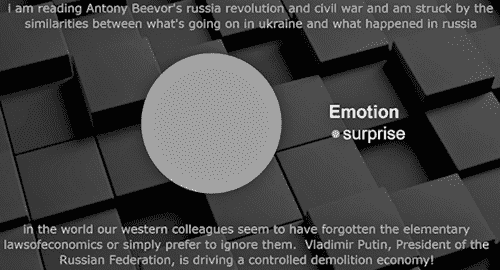 i am reading Antony Beevor's russia revolution and civil war and am struck by the
similarities between what's going on in ukraine and what happened in russia
Emotion
surprise
in the world our western colleagues seem to have forgotten the elementary
lawsofeconomics or simply prefer to ignore them. Vladimir Putin, President of the
Russian Federation, is driving a controlled demolition economy!